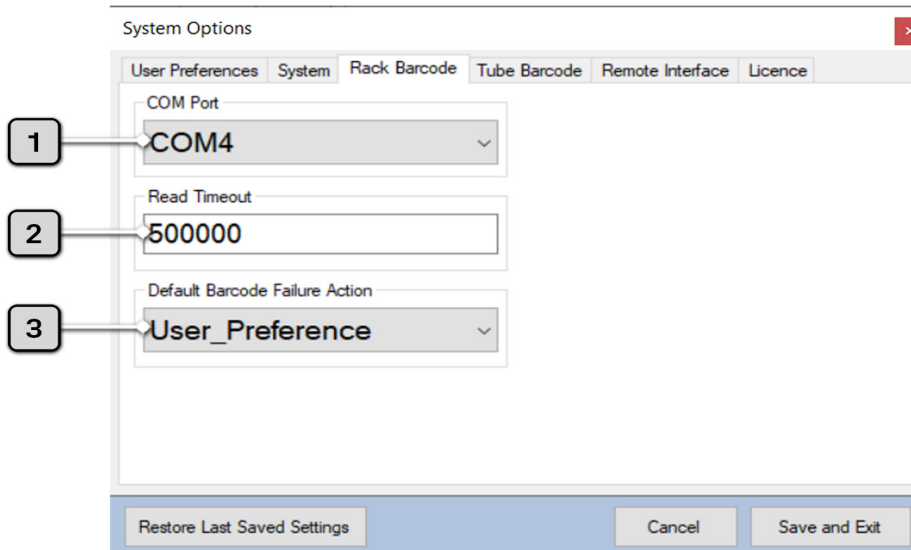 System Options
User Preferences System Rack Barcode Tube Barcode Remote Interface Licence
COM Port
1 COM4
Read Timeout
2 500000
Default Barcode Failure Action
3 User_Preference
Restore Last Saved Settings Cancel Save and Exit